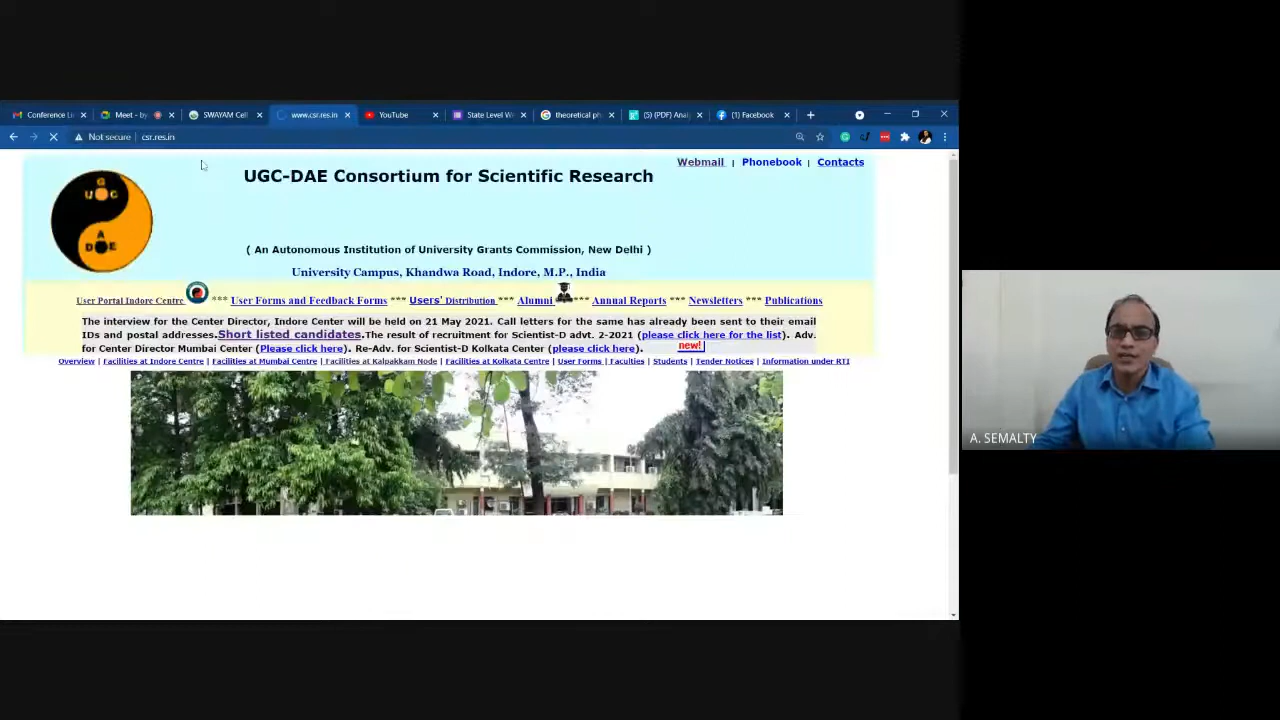 Conference Li
Meet - by
SWAYAM Cell
www.csr.res.in
YouTube
State Level W
theoretical ph
(5) (PDF) Anal
(1) Facebook
Not secure
csr.res.in
Webmail | Phonebook | Contacts
UGC-DAE Consortium for Scientific Research
G
U G C
A
D A E
( An Autonomous Institution of University Grants Commission, New Delhi )
University Campus, Khandwa Road, Indore, M.P., India
User Portal Indore Centre *** User Forms and Feedback Forms *** Users' Distribution *** Alumni *** Annual Reports *** Newsletters *** Publications
The interview for the Center Director, Indore Center will be held on 21 May 2021. Call letters for the same has already been sent to their email
IDs and postal addresses.Short listed candidates.The result of recruitment for Scientist-D advt. 2-2021 (please click here for the list). Adv.
for Center Director Mumbai Center (Please click here). Re-Adv. for Scientist-D Kolkata Center (please click here). new!
Overview | Facilities at Indore Centre | Facilities at Mumbai Centre | Facilities at Kalpakkam Node | Facilities at Kolkata Centre | User Forms | Faculties | Students | Tender Notices | Information under RTI
A. SEMALTY